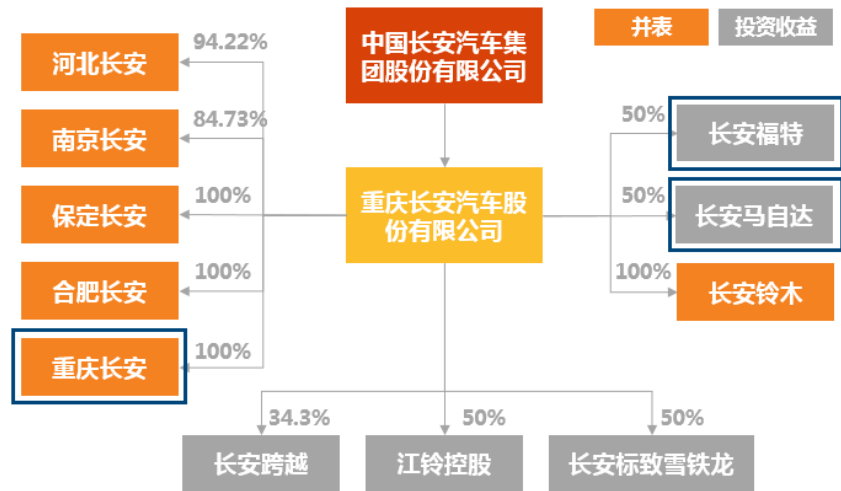 中国长安汽车集
团股份有限公司
并表
投资收益
河北长安
94.22%
南京长安
84.73%
保定长安
100%
合肥长安
100%
重庆长安
100%
重庆长安汽车股
份有限公司
50%
长安福特
50%
长安马自达
100%
长安铃木
34.3%
长安跨越
50%
江铃控股
50%
长安标致雪铁龙